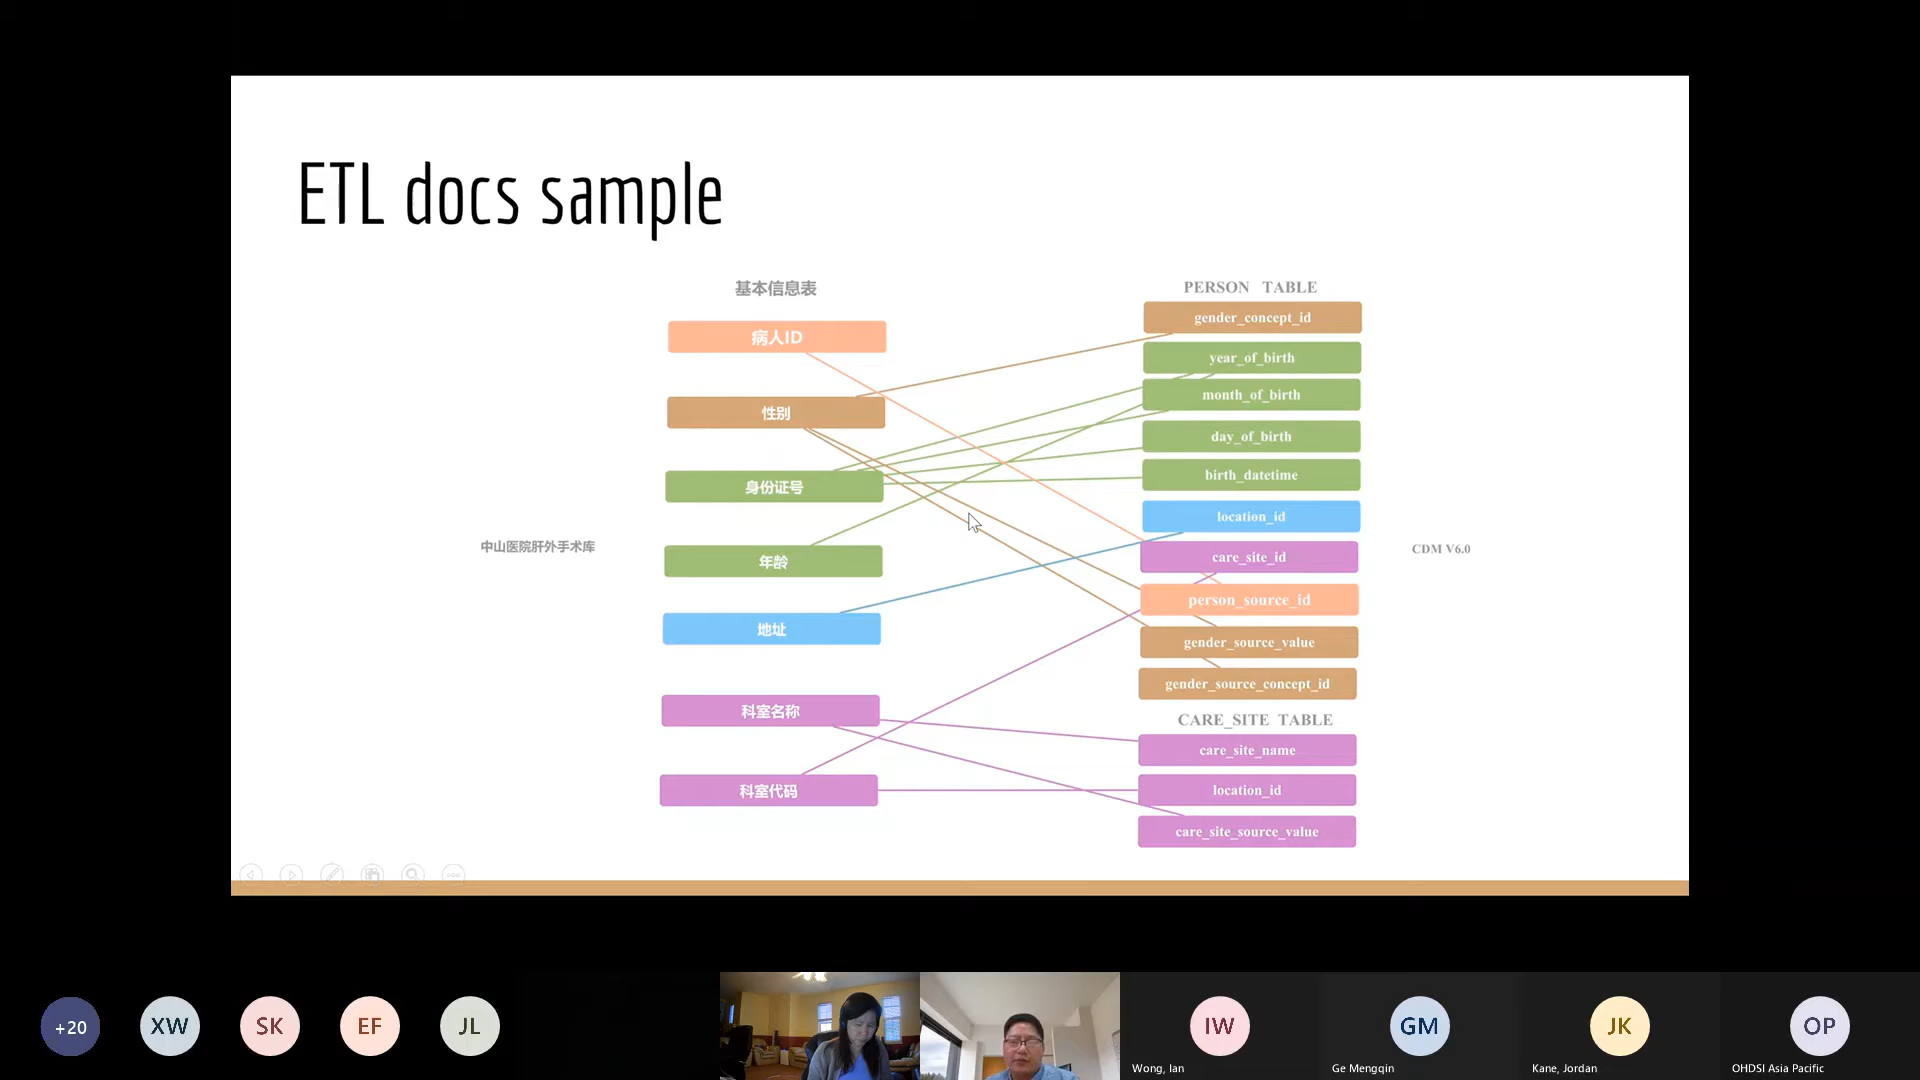 ETL docs sample
基本信息表
病人ID
性别
身份证号
年龄
地址
科室名称
科室代码
中山医院肝外手术库
PERSON TABLE
gender_concept_id
year_of_birth
month_of_birth
day_of_birth
birth_datetime
location_id
care_site_id
person_source_id
gender_source_value
gender_source_concept_id
CARE_SITE TABLE
care_site_name
location_id
care_site_source_value
CDM V6.0
+20
XW
SK
EF
JL
IW
Wong, Ian
GM
Ge Mengqin
JK
Kane, Jordan
OP
OHDSI Asia Pacific